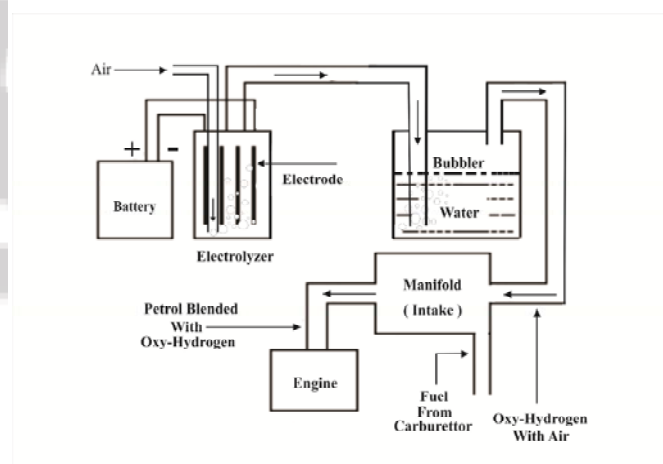 Air
+ -
Battery
Electrode
Electrolyzer
Bubbler
Water
Manifold
( Intake )
Petrol Blended
With
Oxy-Hydrogen
Engine
Fuel
From
Carburettor
Oxy-Hydrogen
With Air